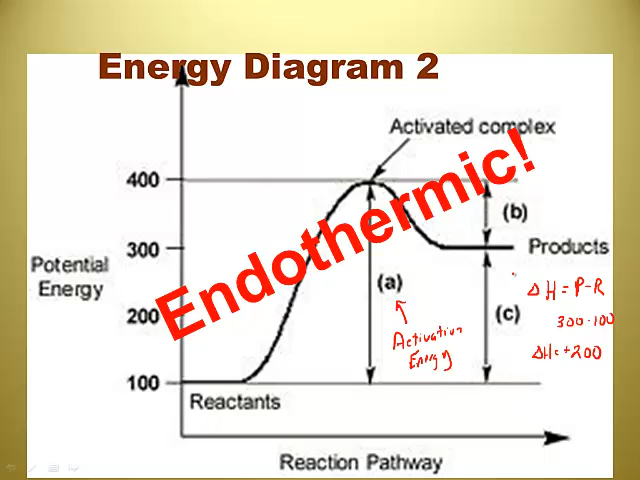 Energy Diagram 2
Activated complex
Endothermic!
400
(b)
300
Products
Potential
Energy
(a)
Δ H = P-R
200
(c)
300-100
Activation
Energy
ΔH=+200
100
Reactants
Reaction Pathway